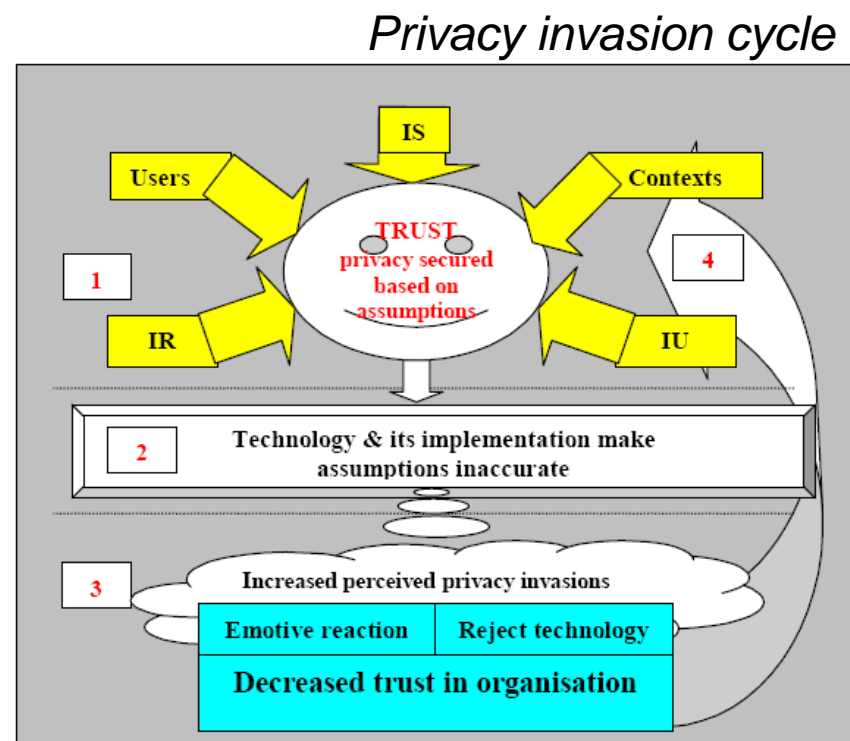 Privacy invasion cycle
IS
Users
Contexts
TRUST
privacy secured
based on
assumptions
1
4
IR
IU
2
Technology & its implementation make
assumptions inaccurate
3
Increased perceived privacy invasions
Emotive reaction
Reject technology
Decreased trust in organisation